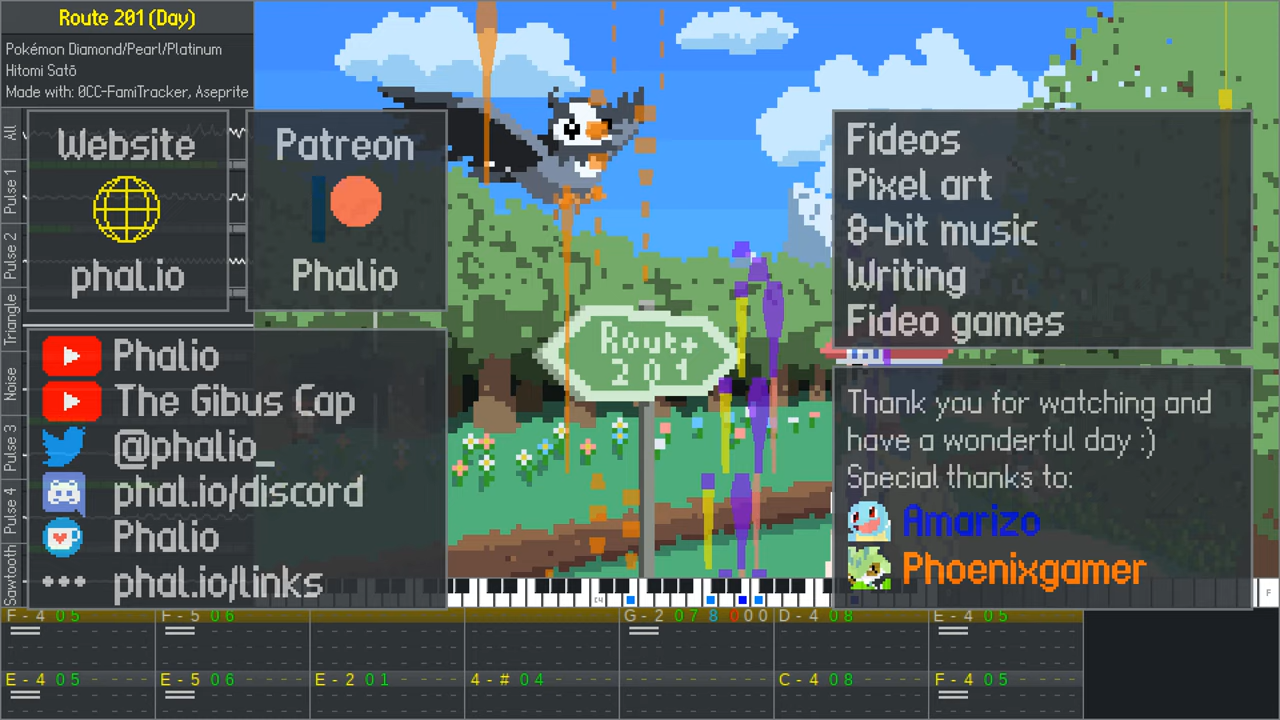 Route 201 (Day)
Pokémon Diamond/Pearl/Platinum
Hitomi Satō
Made with: 0CC-FamiTracker, Aseprite
All
Pulse 1
Pulse 2
Triangle
Noise
Pulse 3
Pulse 4
Sawtooth
Website
phal.io
Patreon
Phalio
Phalio
The Gibus Cap
@phalio_
phal.io/discord
Phalio
phal.io/links
Route
201
Fideos
Pixel art
8-bit music
Writing
Fideo games
Thank you for watching and
have a wonderful day :)
Special thanks to:
Amarizo
Phoenixgamer
C4
F
F-4 05 F-5 06 G-2 07 8 000 D-4 08 E-4 05
E-4 05 E-5 06 E-2 01 4-# 04 C-4 08 F-4 05